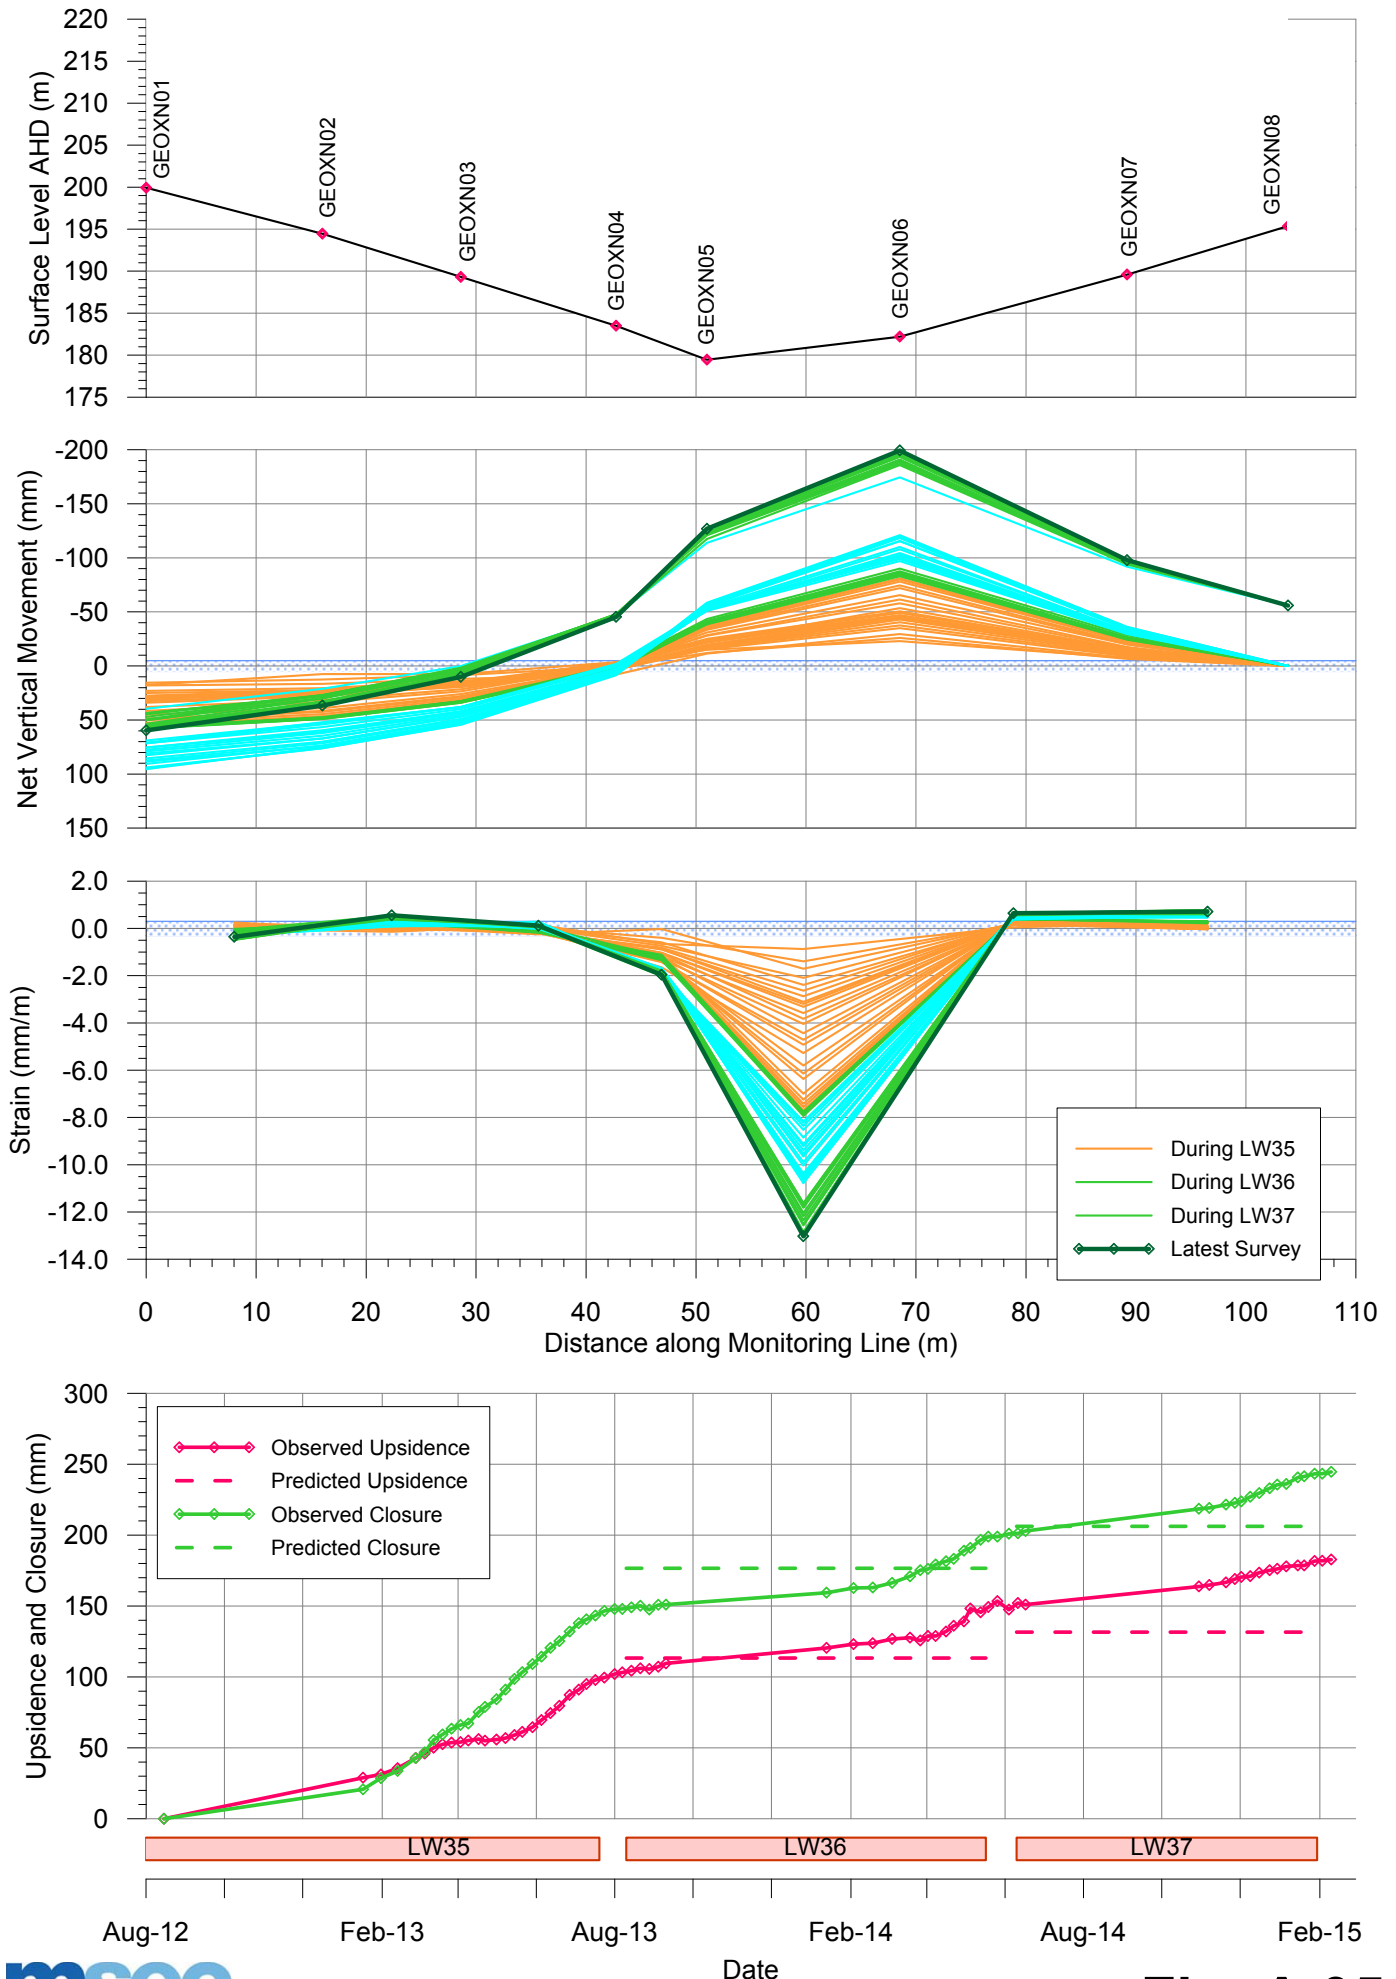 220
215
210
205
200
195
190
185
180
175
Surface Level AHD (m)
GEOXN01
GEOXN02
GEOXN03
GEOXN04
GEOXN05
GEOXN06
GEOXN07
GEOXN08
-200
-150
-100
-50
0
50
100
150
Net Vertical Movement (mm)
2.0
0.0
-2.0
-4.0
-6.0
-8.0
-10.0
-12.0
-14.0
Strain (mm/m)
During LW35
During LW36
During LW37
Latest Survey
0 10 20 30 40 50 60 70 80 90 100 110
Distance along Monitoring Line (m)
300
250
200
150
100
50
0
Upsidence and Closure (mm)
Observed Upsidence
Predicted Upsidence
Observed Closure
Predicted Closure
LW35 LW36 LW37
Aug-12 Feb-13 Aug-13 Feb-14 Aug-14 Feb-15
Date